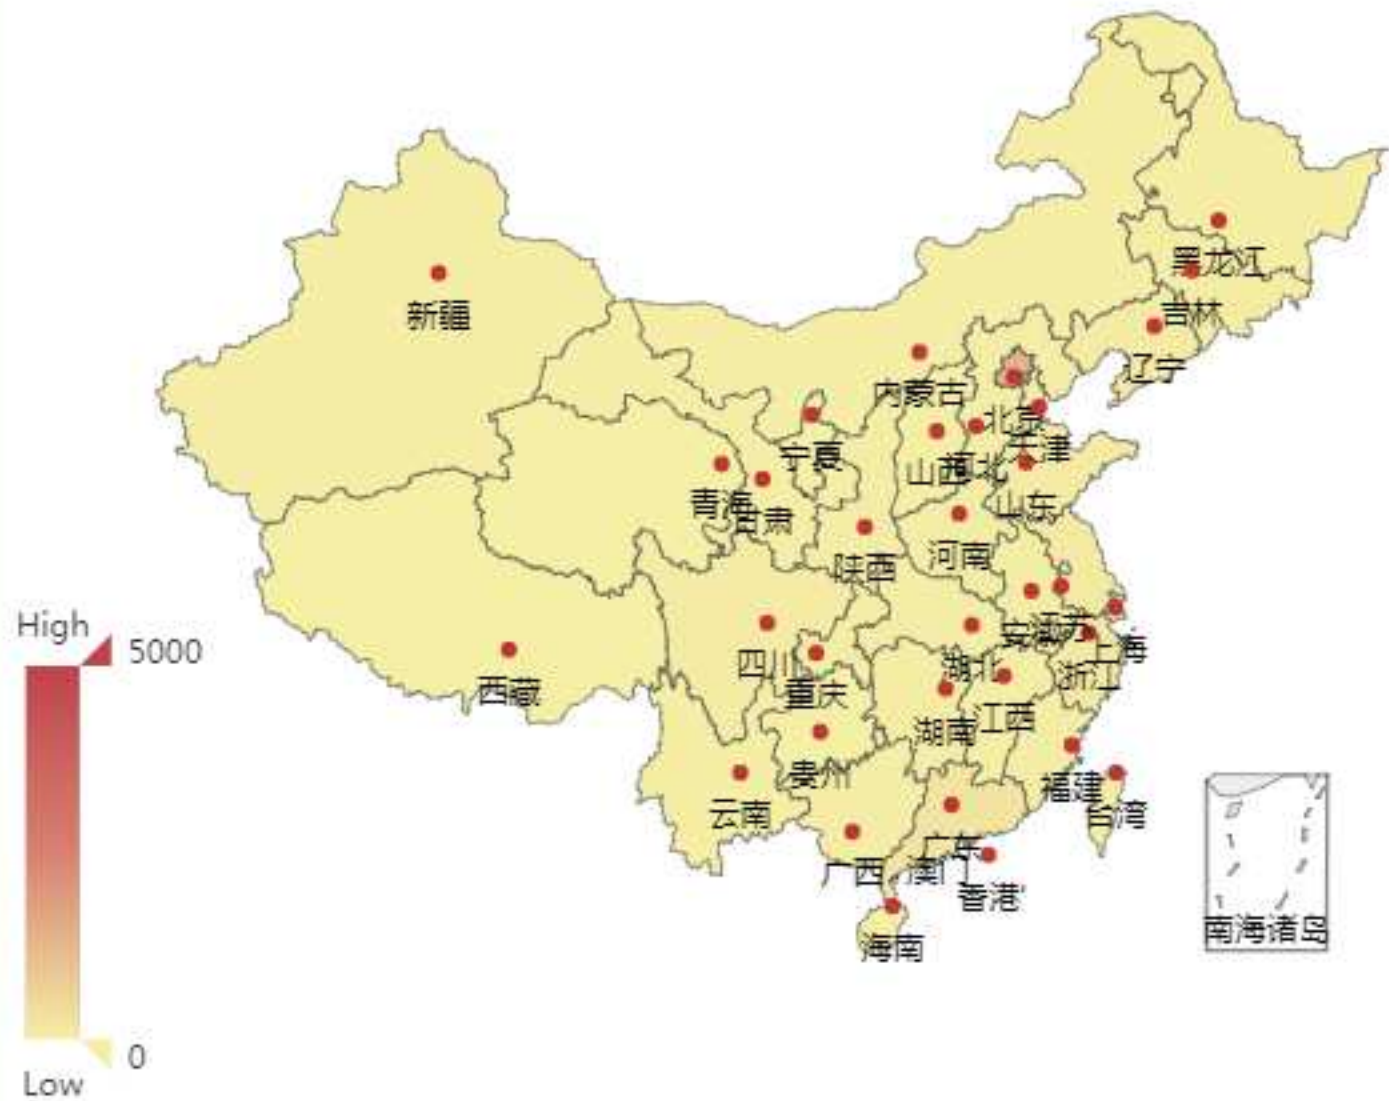 黑龙江
新疆
吉林
辽宁
内蒙古
北京
天津
宁夏
山西
河北
青海
甘肃
山东
河南
陕西
安徽
江苏
上海
High
5000
四川
湖北
浙江
西藏
重庆
湖南
江西
贵州
福建
云南
台湾
广东
广西
澳门
香港
南海诸岛
海南
0
Low